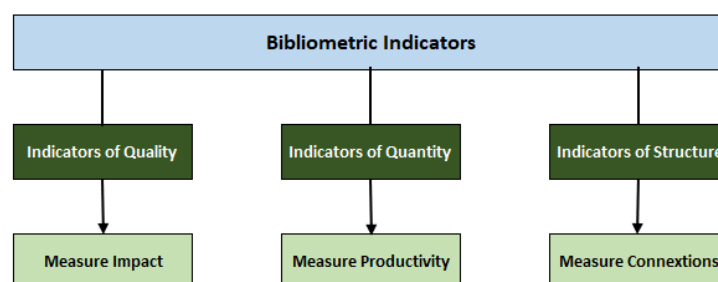 Bibliometric Indicators
Indicators of Quality
Indicators of Quantity
Indicators of Structure
Measure Impact
Measure Productivity
Measure Connextions